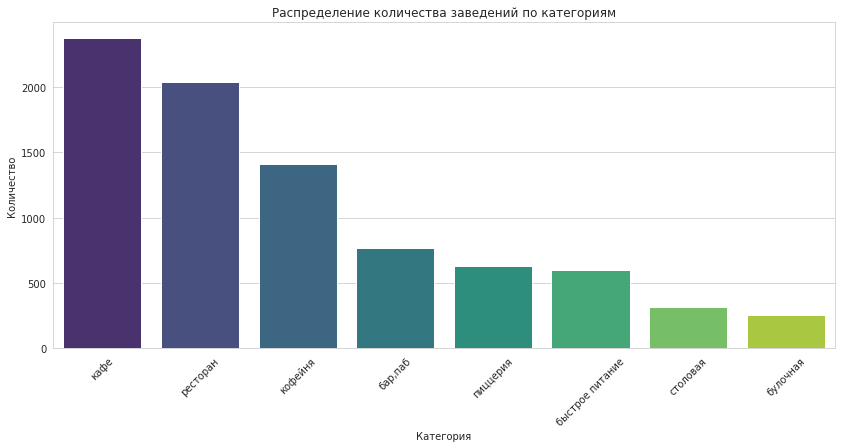 Распределение количества заведений по категориям
Количество
2000
1500
1000
500
0
кафе
ресторан
кофейня
бар,паб
пиццерия
быстрое питание
столовая
булочная
Категория